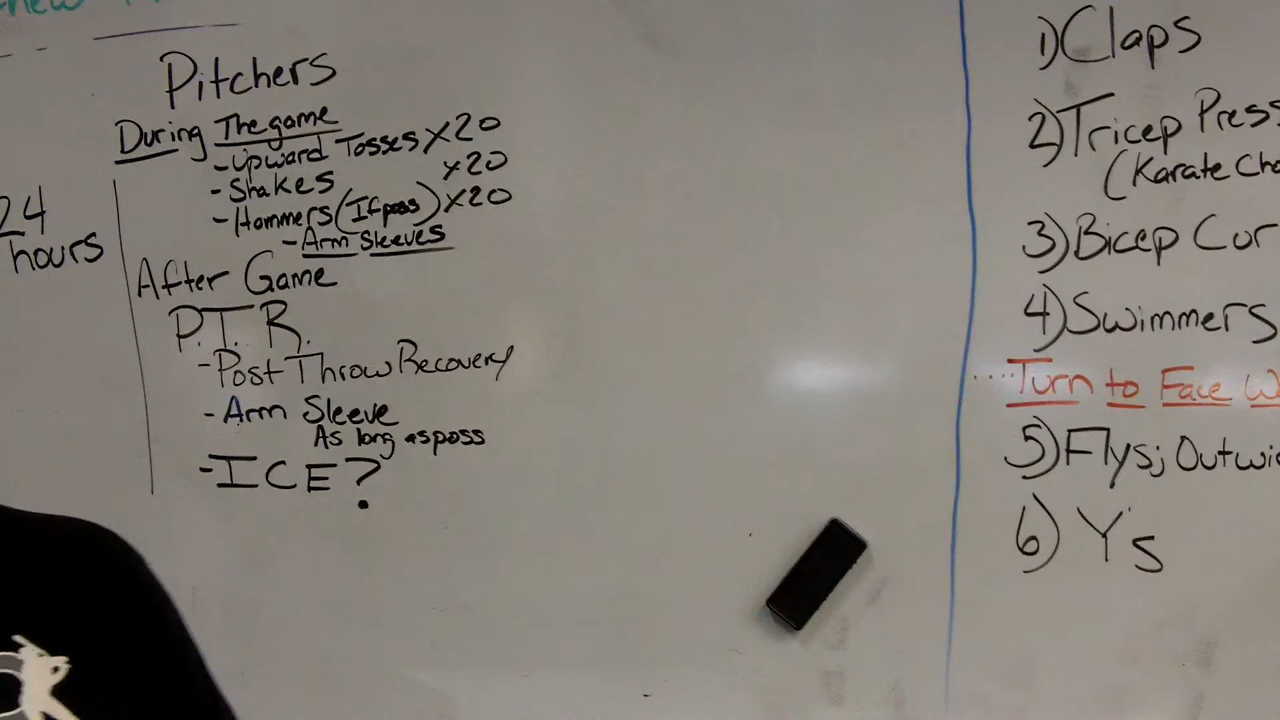 Pitchers
During The game
-Upward Tosses x20
-Shakes x20
-Hammers (If poss) x20
-Arm Sleeves
24
hours
After Game
P.T.R.
-Post Throw Recovery
-Arm Sleeve
As long as poss
-ICE?
1) Claps
2) Tricep Press
(Karate Cho
3) Bicep Cur
4) Swimmers
....Turn to Face W
5) Flys; Outwi
6) Y's